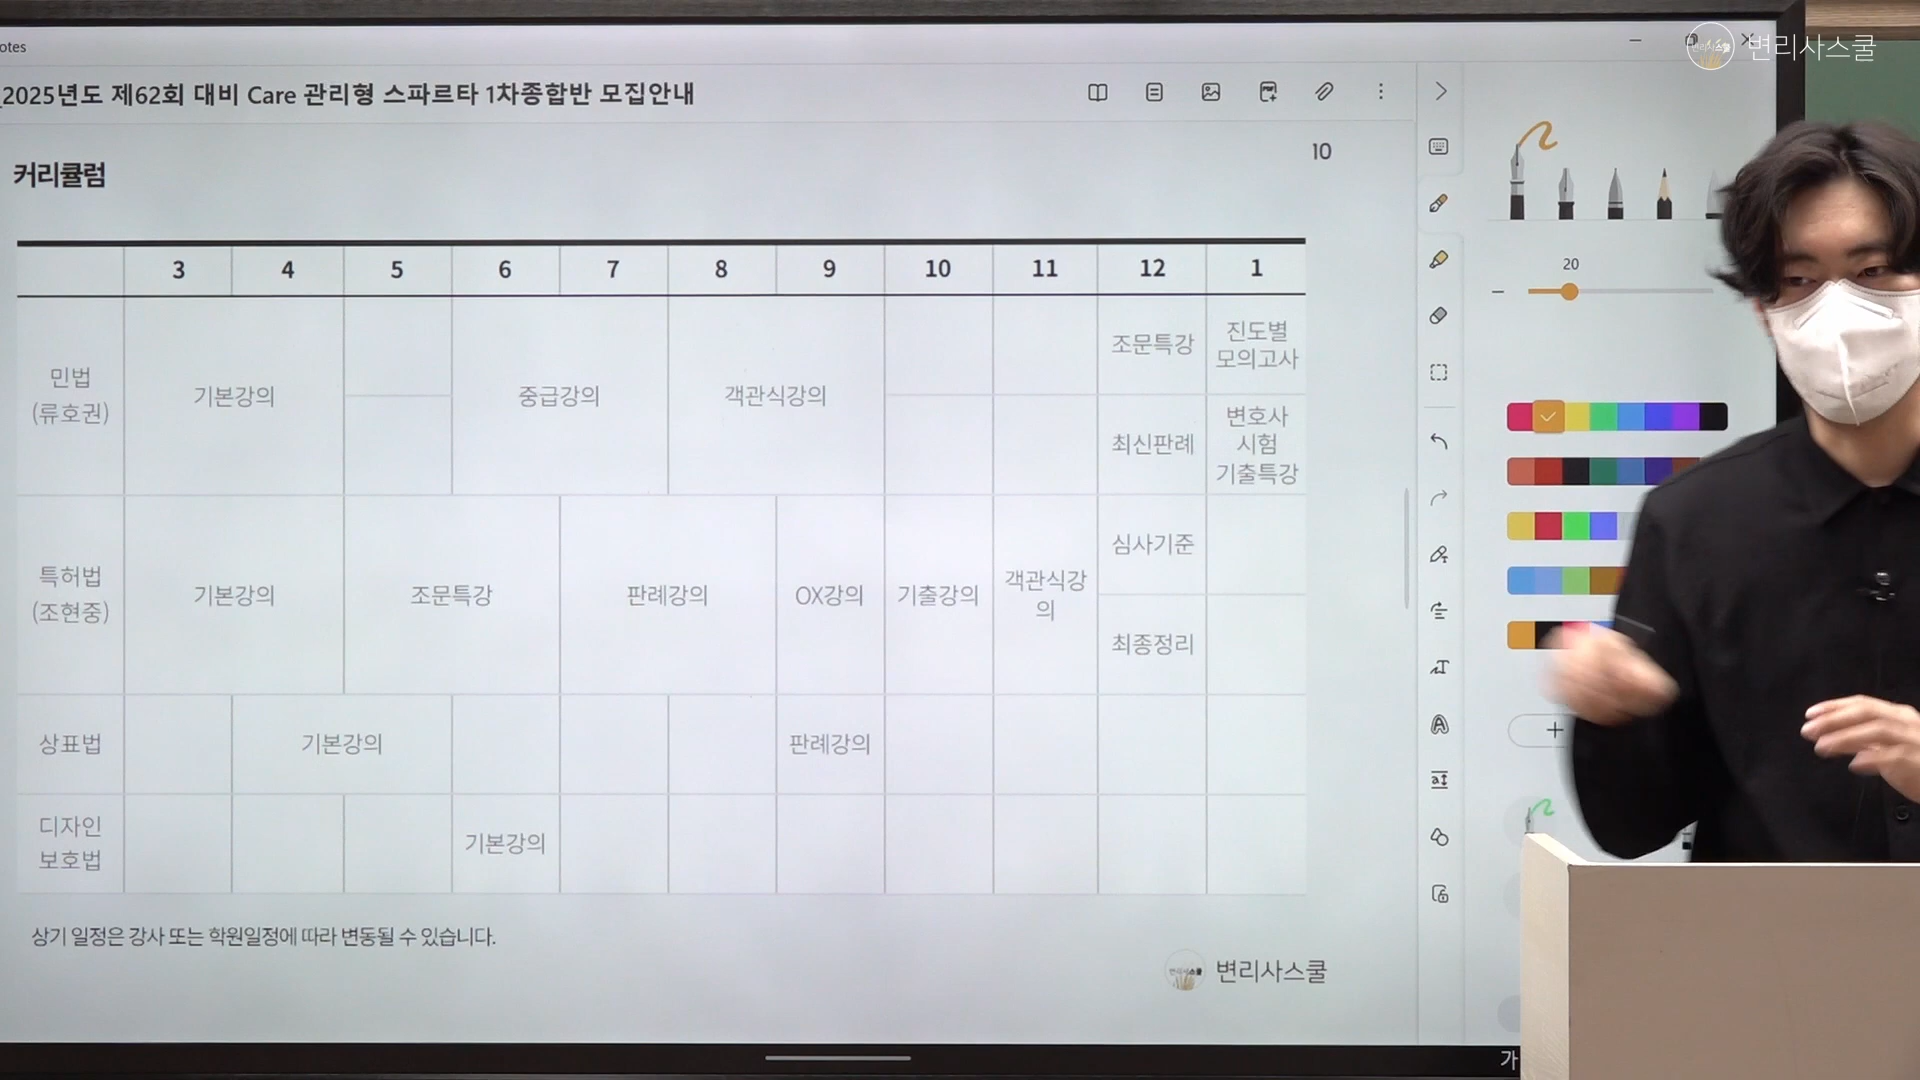 otes
변리사스쿨
2025년도 제62회 대비 Care 관리형 스파르타 1차종합반 모집안내
10
커리큘럼
3 4 5 6 7 8 9 10 11 12 1
민법
(류호권)
기본강의
중급강의
객관식강의
조문특강
진도별
모의고사
최신판례
변호사
시험
기출특강
특허법
(조현중)
기본강의
조문특강
판례강의
OX강의
기출강의
객관식강
의
심사기준
최종정리
상표법
기본강의
판례강의
디자인
보호법
기본강의
상기 일정은 강사 또는 학원일정에 따라 변동될 수 있습니다.
변리사스쿨
20
가